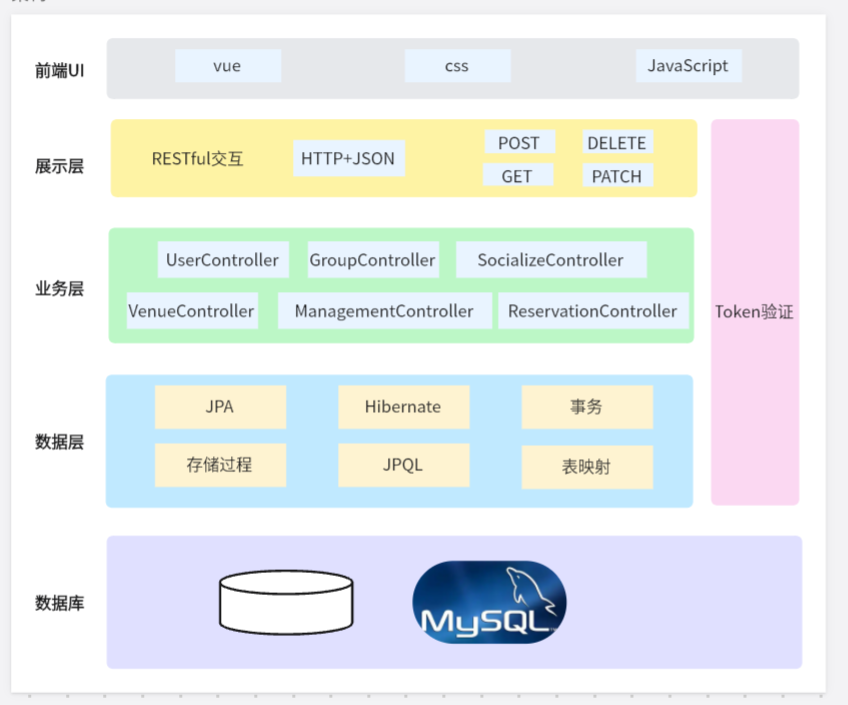 前端UI
vue
css
JavaScript
展示层
RESTful交互
HTTP+JSON
POST
DELETE
GET
PATCH
业务层
UserController
GroupController
SocializeController
VenueController
ManagementController
ReservationController
Token验证
数据层
JPA
Hibernate
事务
存储过程
JPQL
表映射
数据库
MySQL